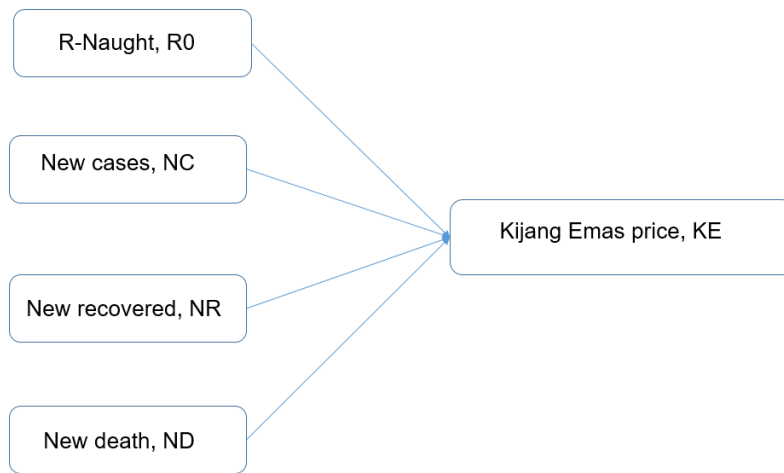 R-Naught, R0
New cases, NC
Kijang Emas price, KE
New recovered, NR
New death, ND